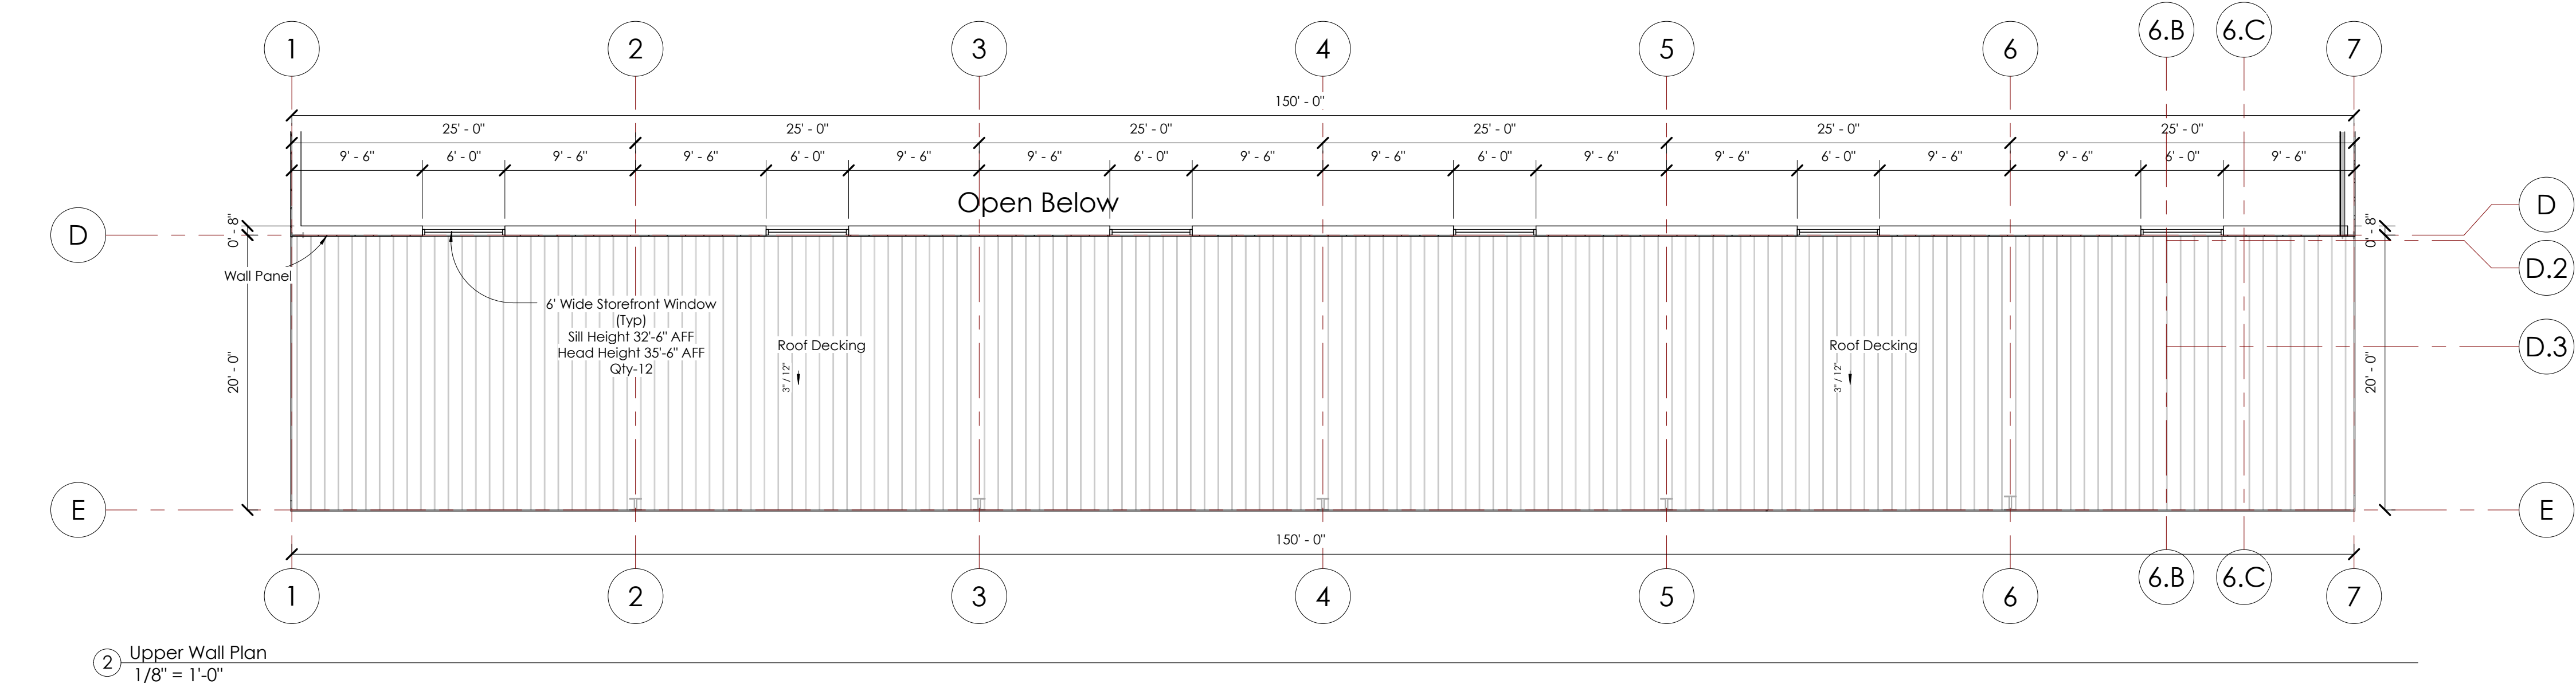 1 2 3 4 5 6 6.B 6.C 7
150' - 0"
25' - 0" 25' - 0" 25' - 0" 25' - 0" 25' - 0" 25' - 0"
9' - 6" 6' - 0" 9' - 6" 9' - 6" 6' - 0" 9' - 6" 9' - 6" 6' - 0" 9' - 6" 9' - 6" 6' - 0" 9' - 6" 9' - 6" 6' - 0" 9' - 6" 9' - 6" 6' - 0" 9' - 6"
Open Below
D 0' - 8" 0' - 8" D
D.2
Wall Panel
6' Wide Storefront Window
(Typ)
Sill Height 32'-6" AFF
Head Height 35'-6" AFF
Qty-12
Roof Decking Roof Decking
D.3
20' - 0" 3" / 12" 3" / 12" 20' - 0"
E E
150' - 0"
1 2 3 4 5 6 6.B 6.C 7
2 Upper Wall Plan
1/8" = 1'-0"